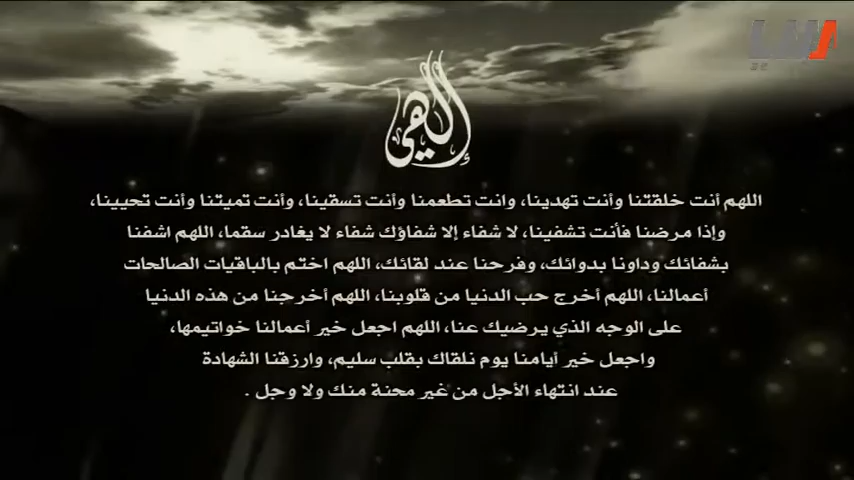 إلهي
اللهم أنت خلقتنا وأنت تهدينا، وانت تطعمنا وأنت تسقينا، وأنت تميتنا وأنت تحيينا،
وإذا مرضنا فأنت تشفينا، لا شفاء إلا شفاؤك شفاء لا يغادر سقما، اللهم اشفنا
بشفائك وداونا بدوائك، وفرحنا عند لقائك، اللهم اختم بالباقيات الصالحات
أعمالنا، اللهم أخرج حب الدنيا من قلوبنا، اللهم أخرجنا من هذه الدنيا
على الوجه الذي يرضيك عنا، اللهم اجعل خير أعمالنا خواتيمها،
واجعل خير أيامنا يوم نلقاك بقلب سليم، وارزقنا الشهادة
عند انتهاء الأجل من غير محنة منك ولا وجل .